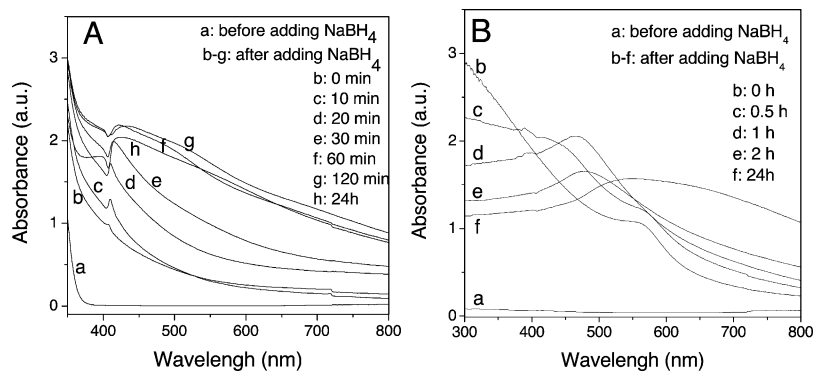 A
a: before adding NaBH4
b-g: after adding NaBH4
b: 0 min
c: 10 min
d: 20 min
e: 30 min
f: 60 min
g: 120 min
h: 24h
g
f
h
e
d
c
b
a
3
2
1
0
400
500
600
700
800
Absorbance (a.u.)
Wavelengh (nm)
B
a: before adding NaBH4
b-f: after adding NaBH4
b: 0 h
c: 0.5 h
d: 1 h
e: 2 h
f: 24h
b
c
d
e
f
a
3
2
1
0
300
400
500
600
700
800
Absorbance (a.u.)
Wavelengh (nm)